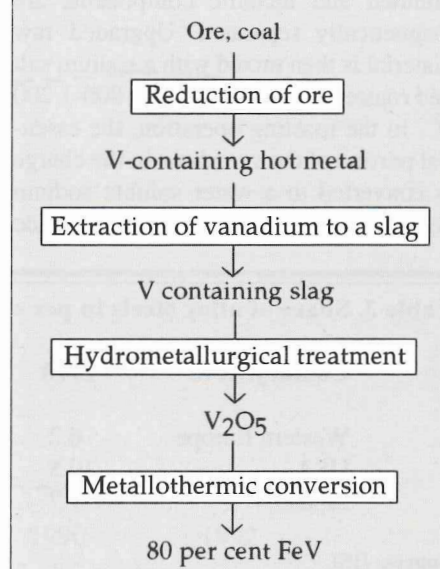 Ore, coal
Reduction of ore
V-containing hot metal
Extraction of vanadium to a slag
V containing slag
Hydrometallurgical treatment
V₂O₅
Metallothermic conversion
80 per cent FeV